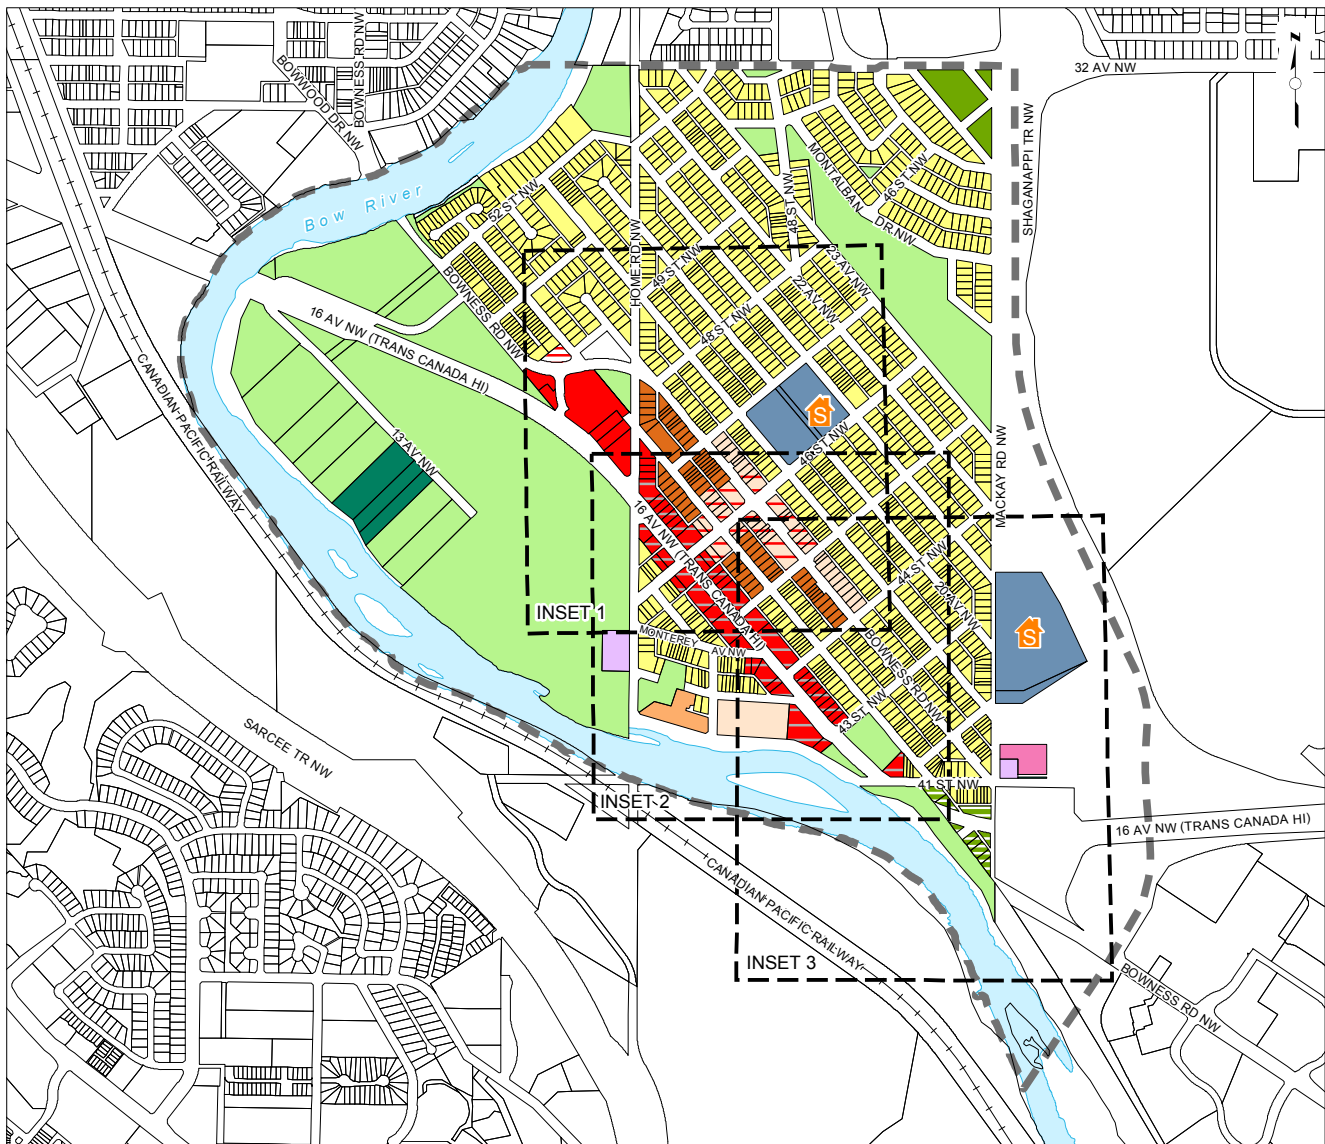 BOWNESS RD NW
BOWWOOD DR NW
32 AV NW
N
SHAGANAPPI TR NW
MONTALBAN DR NW
46 ST NW
48 ST NW
Bow River
52 ST NW
HOME RD NW
49 ST NW
23 AV NW
22 AV NW
BOWNESS RD NW
48 ST NW
16 AV NW (TRANS CANADA HI)
CANADIAN PACIFIC RAILWAY
S
13 AV NW
46 ST NW
MACKAY RD NW
16 AV NW (TRANS CANADA HI)
44 ST NW
20 AV NW
INSET 1
MONTEREY AV NW
BOWNESS RD NW
S
43 ST NW
SARCEE TR NW
41 ST NW
INSET 2
16 AV NW (TRANS CANADA HI)
CANADIAN PACIFIC RAILWAY
INSET 3
BOWNESS RD NW